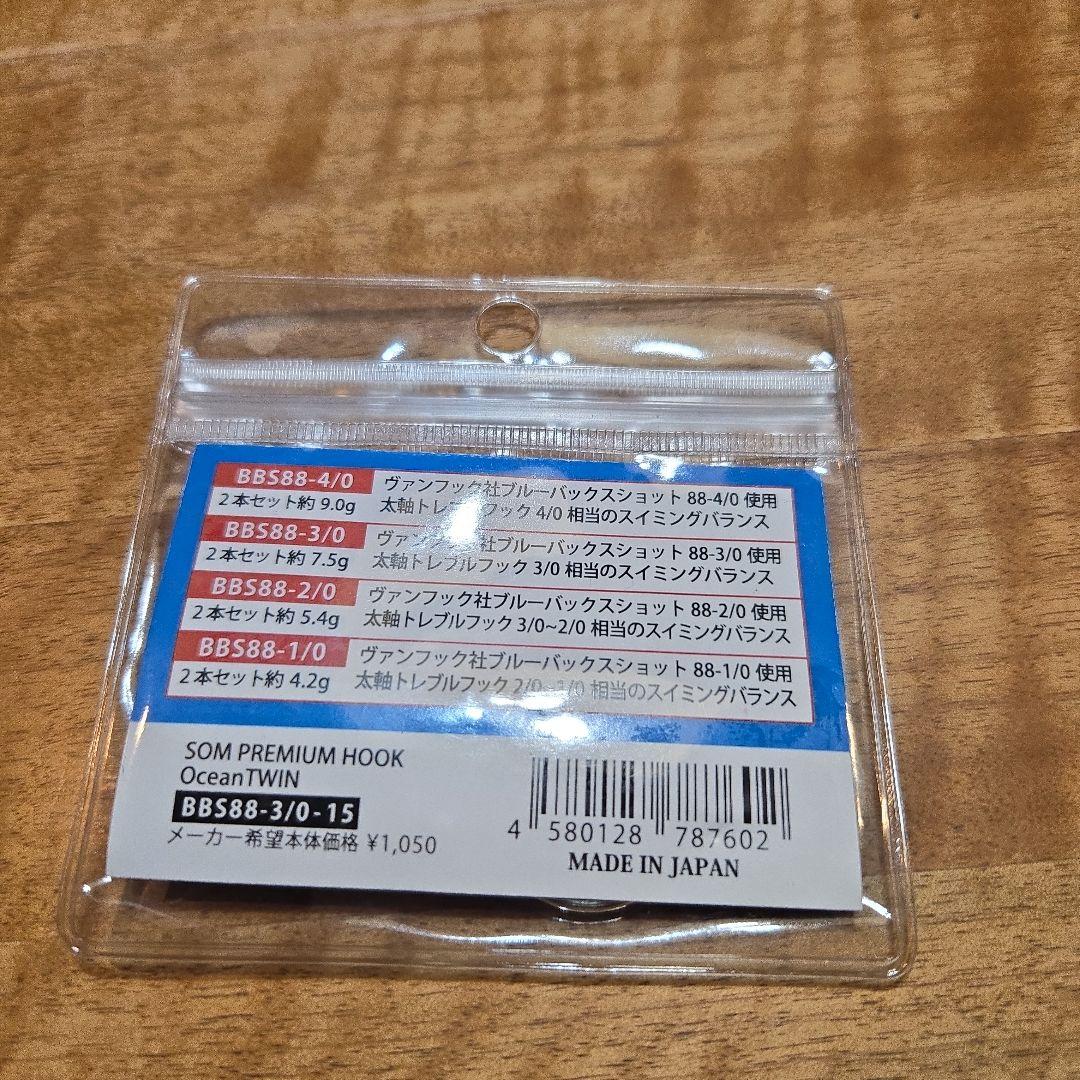 BBS88-4/0
2本セット約 9.0g
ヴァンフック社ブルーバックスショット 88-4/0 使用
太軸トレブルフック 4/0 相当のスイミングバランス
BBS88-3/0
2本セット約 7.5g
ヴァンフック社ブルーバックスショット 88-3/0 使用
太軸トレブルフック 3/0 相当のスイミングバランス
BBS88-2/0
2本セット約 5.4g
ヴァンフック社ブルーバックスショット 88-2/0 使用
太軸トレブルフック 3/0~2/0 相当のスイミングバランス
BBS88-1/0
2本セット約 4.2g
ヴァンフック社ブルーバックスショット 88-1/0 使用
太軸トレブルフック 2/0~1/0 相当のスイミングバランス
SOM PREMIUM HOOK
OceanTWIN
BBS88-3/0-15
メーカー希望本体価格 ¥1,050
4 580128 787602
MADE IN JAPAN